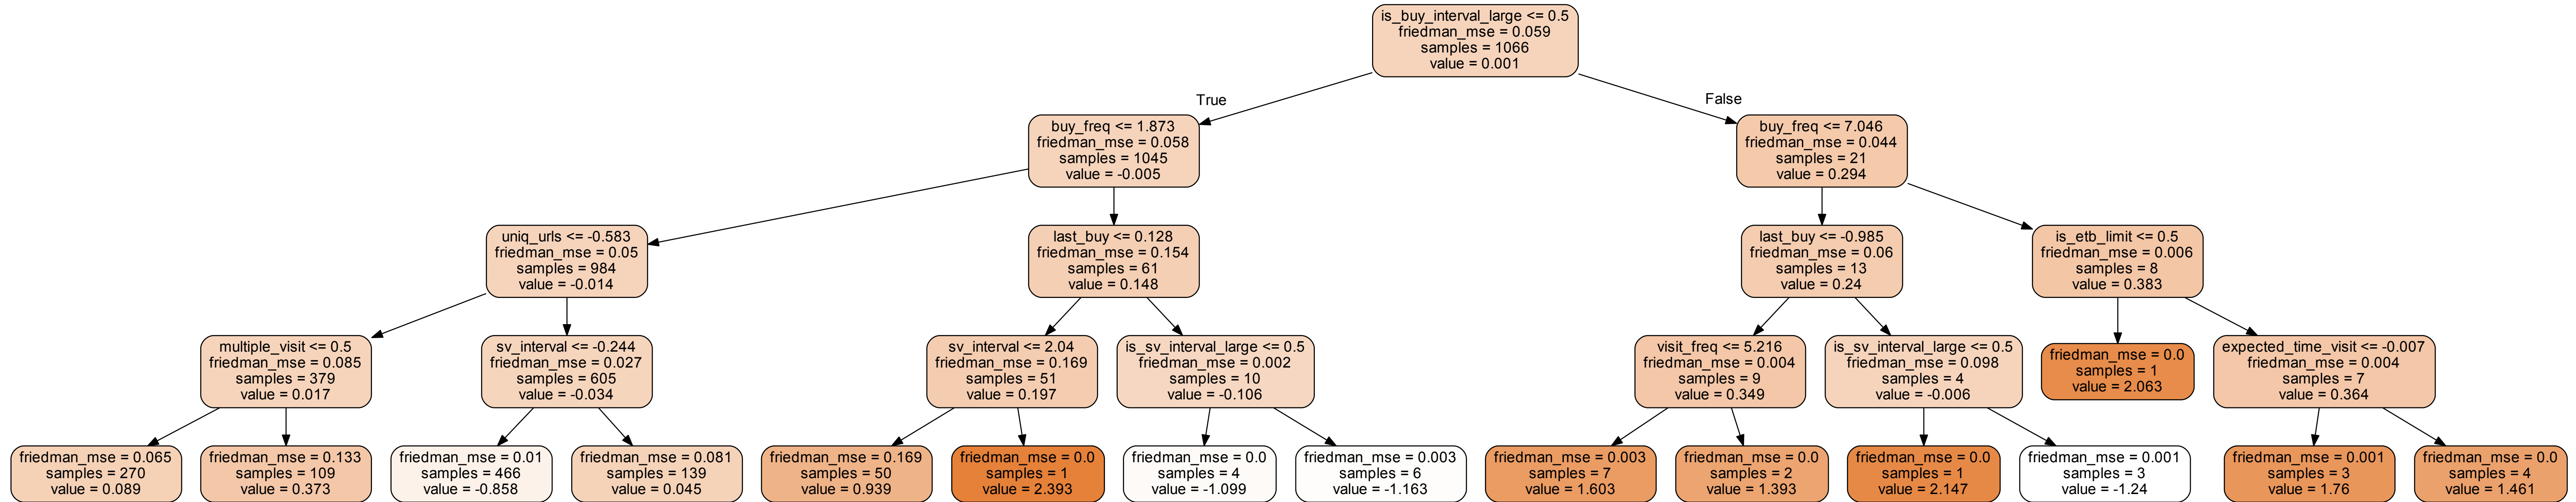 is_buy_interval_large <= 0.5
friedman_mse = 0.059
samples = 1066
value = 0.001
True
False
buy_freq <= 1.873
friedman_mse = 0.058
samples = 1045
value = -0.005
buy_freq <= 7.046
friedman_mse = 0.044
samples = 21
value = 0.294
uniq_urls <= -0.583
friedman_mse = 0.05
samples = 984
value = -0.014
last_buy <= 0.128
friedman_mse = 0.154
samples = 61
value = 0.148
last_buy <= -0.985
friedman_mse = 0.06
samples = 13
value = 0.24
is_etb_limit <= 0.5
friedman_mse = 0.006
samples = 8
value = 0.383
multiple_visit <= 0.5
friedman_mse = 0.085
samples = 379
value = 0.017
sv_interval <= -0.244
friedman_mse = 0.027
samples = 605
value = -0.034
sv_interval <= 2.04
friedman_mse = 0.169
samples = 51
value = 0.197
is_sv_interval_large <= 0.5
friedman_mse = 0.002
samples = 10
value = -0.106
visit_freq <= 5.216
friedman_mse = 0.004
samples = 9
value = 0.349
is_sv_interval_large <= 0.5
friedman_mse = 0.098
samples = 4
value = -0.006
friedman_mse = 0.0
samples = 1
value = 2.063
expected_time_visit <= -0.007
friedman_mse = 0.004
samples = 7
value = 0.364
friedman_mse = 0.065
samples = 270
value = 0.089
friedman_mse = 0.133
samples = 109
value = 0.373
friedman_mse = 0.01
samples = 466
value = -0.858
friedman_mse = 0.081
samples = 139
value = 0.045
friedman_mse = 0.169
samples = 50
value = 0.939
friedman_mse = 0.0
samples = 1
value = 2.393
friedman_mse = 0.0
samples = 4
value = -1.099
friedman_mse = 0.003
samples = 6
value = -1.163
friedman_mse = 0.003
samples = 7
value = 1.603
friedman_mse = 0.0
samples = 2
value = 1.393
friedman_mse = 0.0
samples = 1
value = 2.147
friedman_mse = 0.001
samples = 3
value = -1.24
friedman_mse = 0.001
samples = 3
value = 1.76
friedman_mse = 0.0
samples = 4
value = 1.461